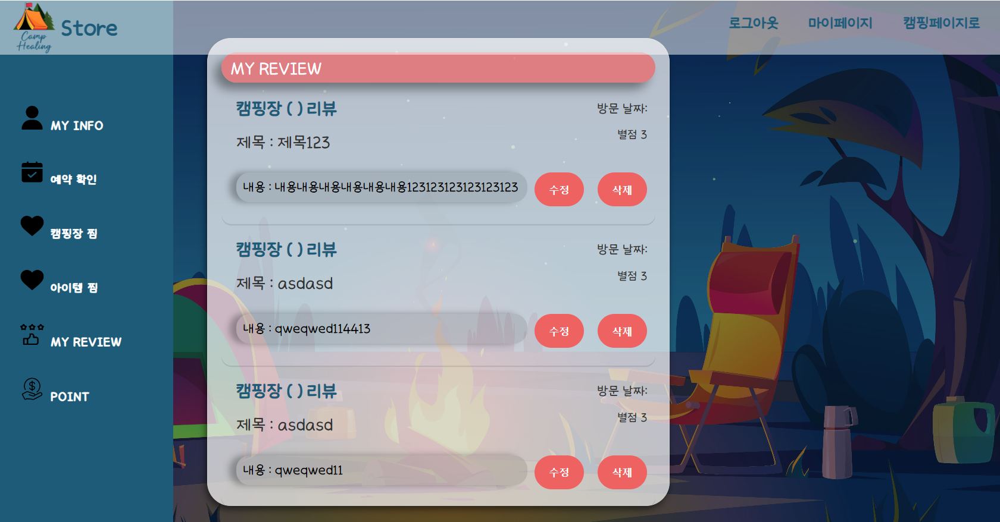 Camp
Healing
Store
로그아웃
마이페이지
캠핑페이지로
MY INFO
예약 확인
캠핑장 찜
아이템 찜
MY REVIEW
POINT
MY REVIEW
캠핑장 ( ) 리뷰
방문 날짜:
제목 : 제목123
별점 3
내용 : 내용내용내용내용내용내용123123123123123123
수정
삭제
캠핑장 ( ) 리뷰
방문 날짜:
제목 : asdasd
별점 3
내용 : qweqwed114413
수정
삭제
캠핑장 ( ) 리뷰
방문 날짜:
제목 : asdasd
별점 3
내용 : qweqwed11
수정
삭제